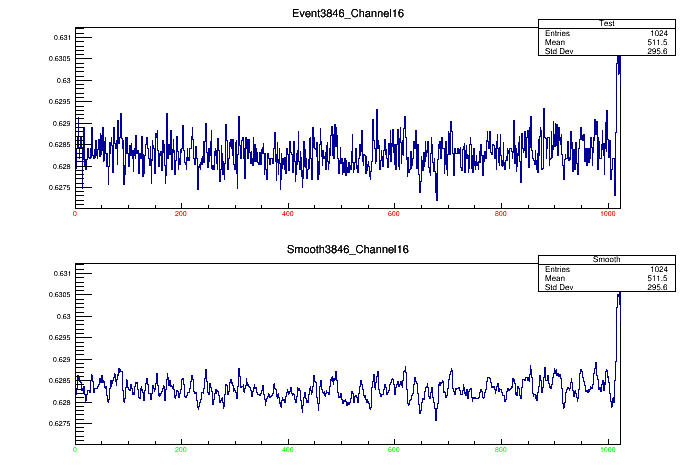 Event3846_Channel16
Test
Entries 1024
Mean 511.5
Std Dev 295.6
0.631
0.6305
0.63
0.6295
0.629
0.6285
0.628
0.6275
0 200 400 600 800 1000
Smooth3846_Channel16
Smooth
Entries 1024
Mean 511.5
Std Dev 295.6
0.631
0.6305
0.63
0.6295
0.629
0.6285
0.628
0.6275
0 200 400 600 800 1000